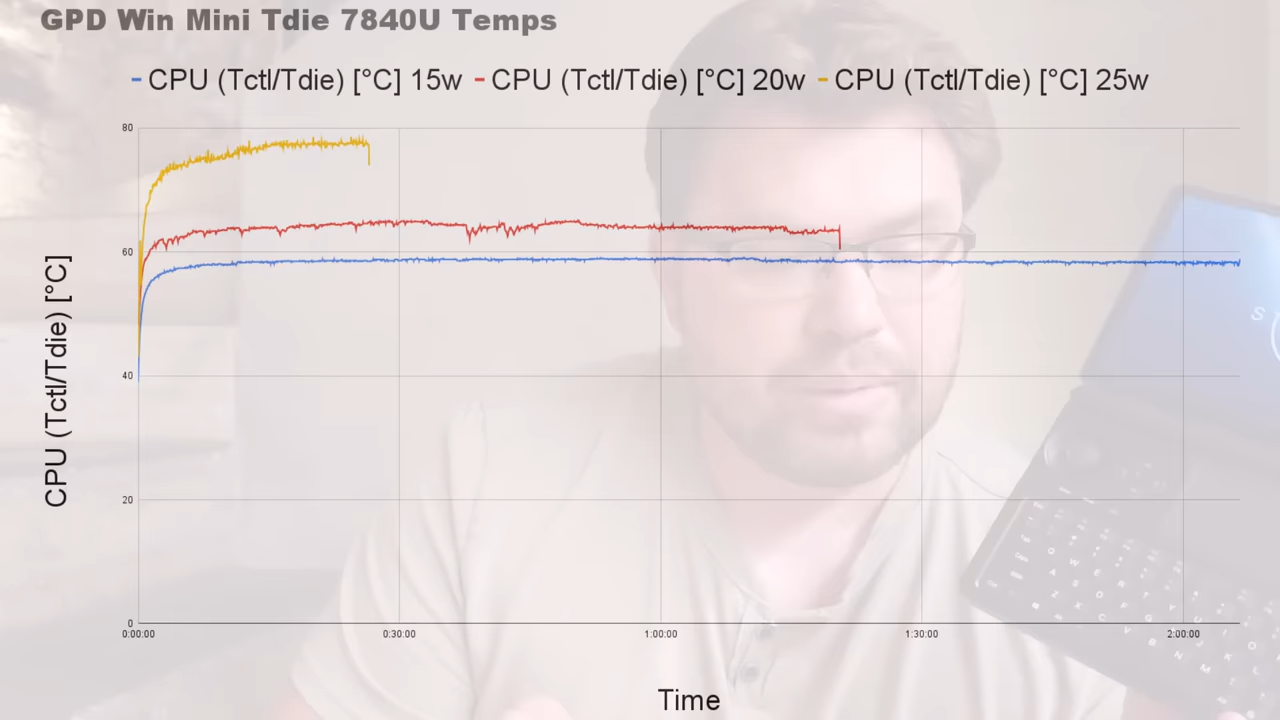 GPD Win Mini Tdie 7840U Temps
CPU (Tctl/Tdie) [°C] 15w CPU (Tctl/Tdie) [°C] 20w CPU (Tctl/Tdie) [°C] 25w
CPU (Tctl/Tdie) [°C]
80
60
40
20
0
0:00:00 0:30:00 1:00:00 1:30:00 2:00:00
Time